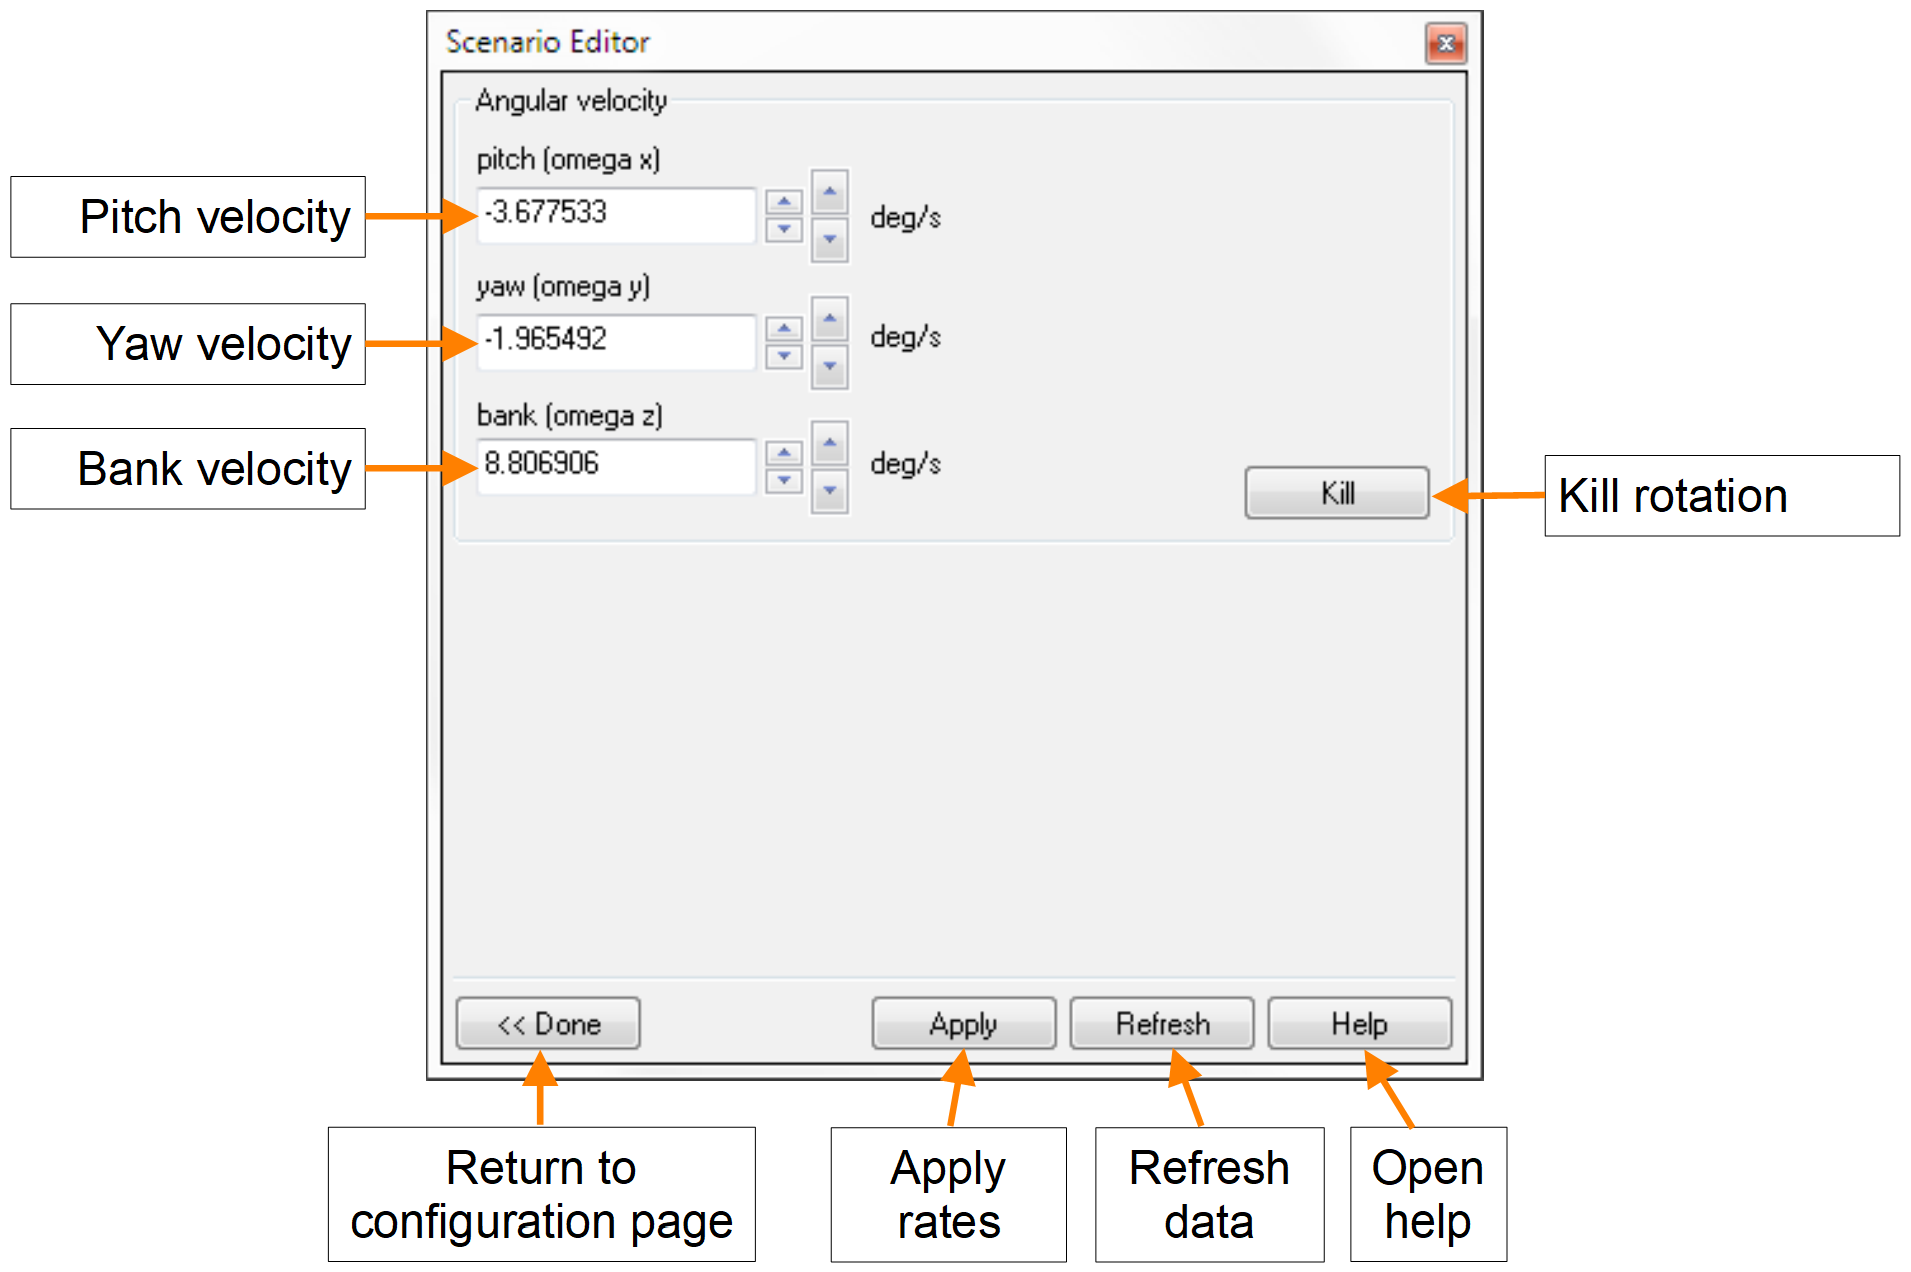 Scenario Editor
Angular velocity
pitch (omega x)
Pitch velocity
-3.677533
deg/s
yaw (omega y)
Yaw velocity
-1.965492
deg/s
bank (omega z)
Bank velocity
8.806906
deg/s
Kill
Kill rotation
<< Done
Apply
Refresh
Help
Return to
configuration page
Apply
rates
Refresh
data
Open
help